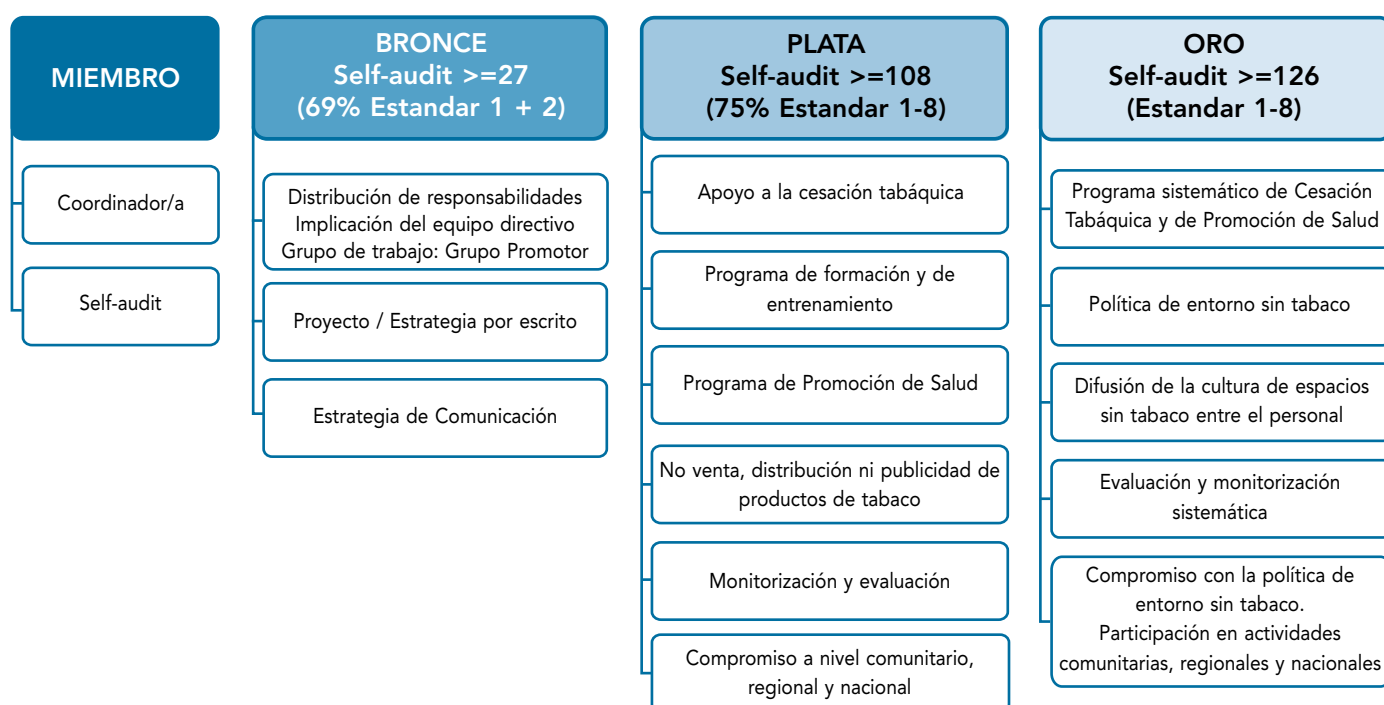 MIEMBRO
Coordinador/a
Self-audit
BRONCE
Self-audit >=27
(69% Estandar 1 + 2)
Distribución de responsabilidades
Implicación del equipo directivo
Grupo de trabajo: Grupo Promotor
Proyecto / Estrategia por escrito
Estrategia de Comunicación
PLATA
Self-audit >=108
(75% Estandar 1-8)
Apoyo a la cesación tabáquica
Programa de formación y de
entrenamiento
Programa de Promoción de Salud
No venta, distribución ni publicidad de
productos de tabaco
Monitorización y evaluación
Compromiso a nivel comunitario,
regional y nacional
ORO
Self-audit >=126
(Estandar 1-8)
Programa sistemático de Cesación
Tabáquica y de Promoción de Salud
Política de entorno sin tabaco
Difusión de la cultura de espacios
sin tabaco entre el personal
Evaluación y monitorización
sistemática
Compromiso con la política de
entorno sin tabaco.
Participación en actividades
comunitarias, regionales y nacionales